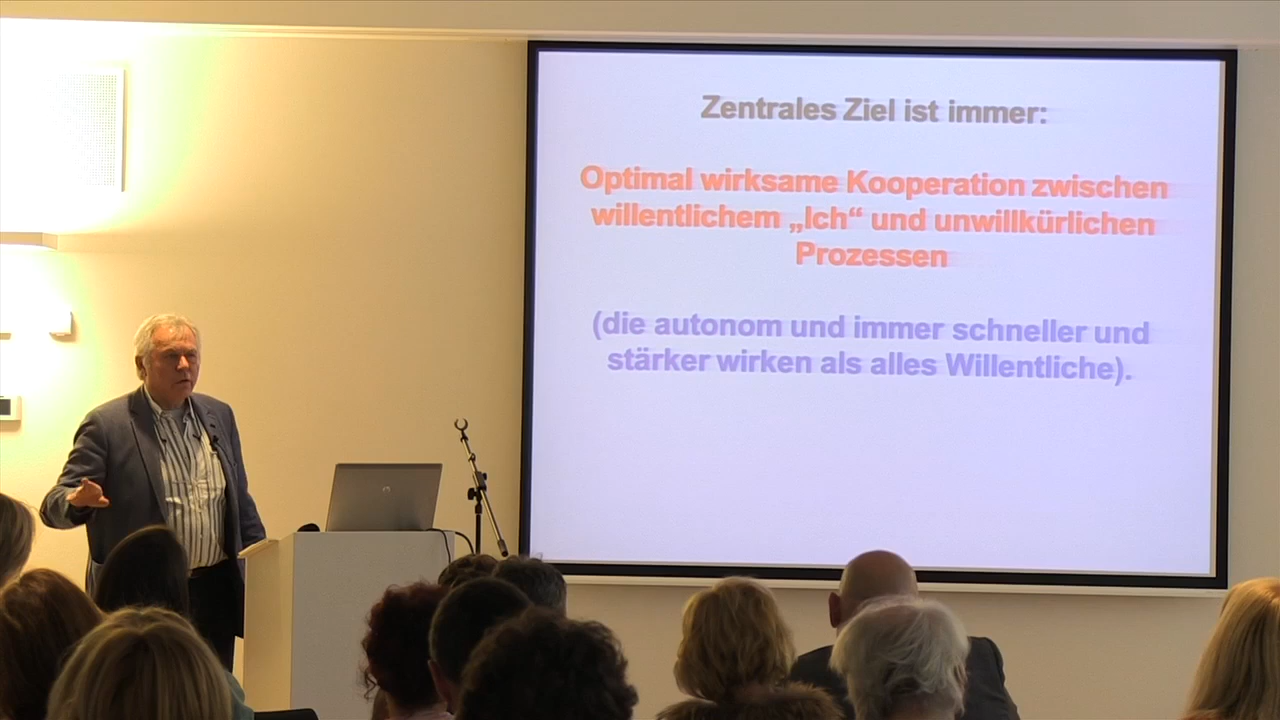 Zentrales Ziel ist immer:
Optimal wirksame Kooperation zwischen
willentlichem „Ich“ und unwillkürlichen
Prozessen
(die autonom und immer schneller und
stärker wirken als alles Willentliche).